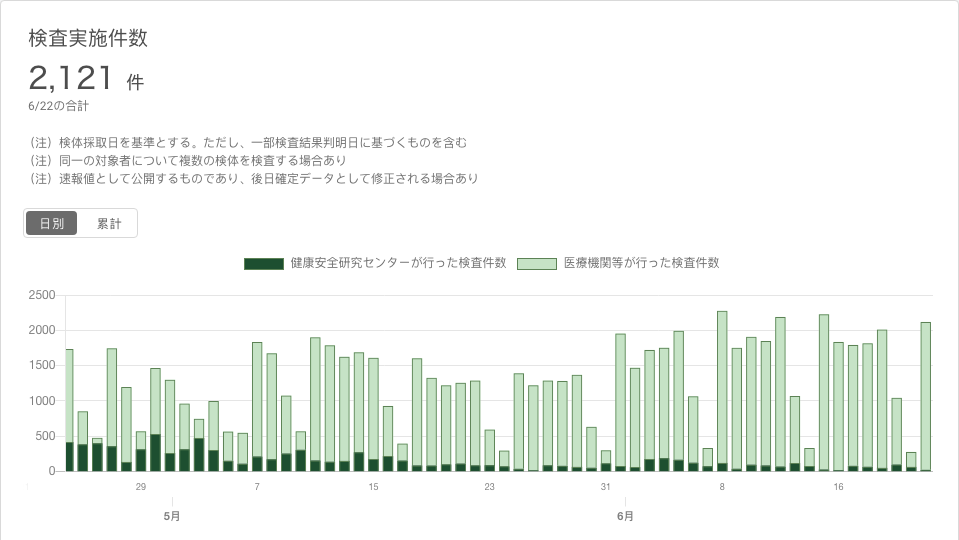 検査実施件数
2,121 件
6/22の合計
（注）検体採取日を基準とする。ただし、一部検査結果判明日に基づくものを含む
（注）同一の対象者について複数の検体を検査する場合あり
（注）速報値として公開するものであり、後日確定データとして修正される場合あり
日別 累計
健康安全研究センターが行った検査件数 医療機関等が行った検査件数
2500
2000
1500
1000
500
0
29 7 15 23 31 8 16
5月 6月